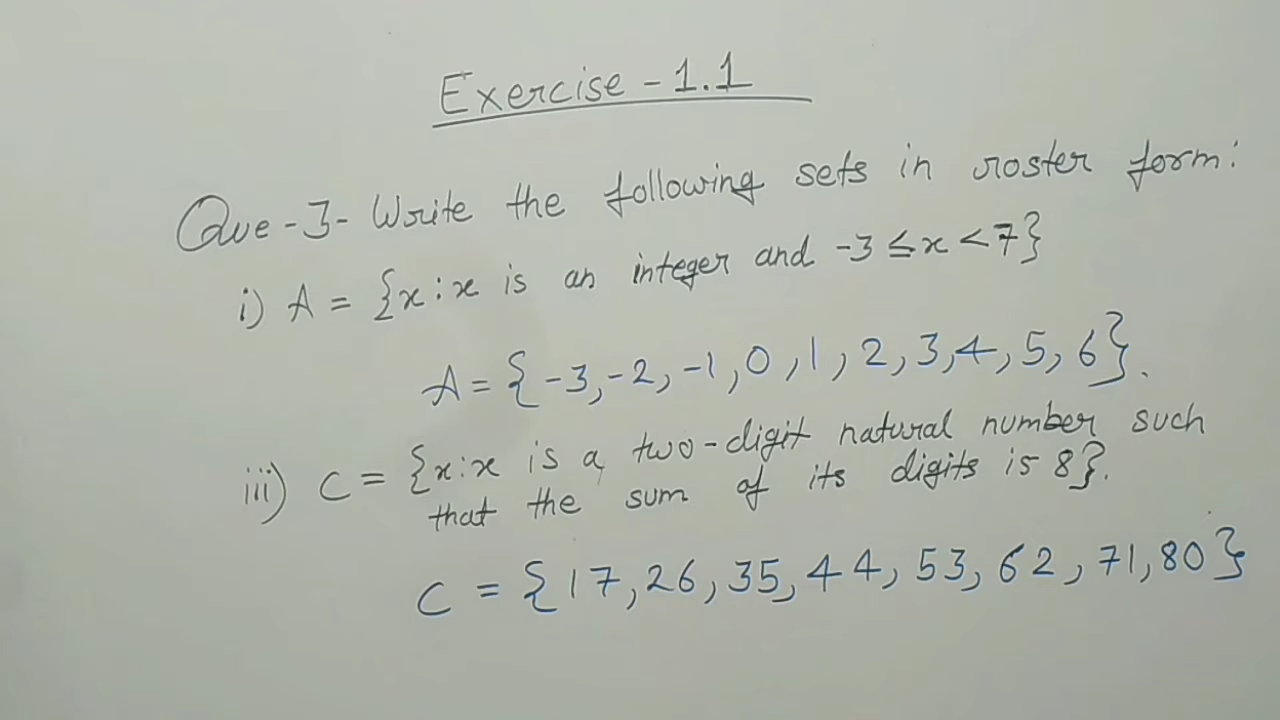 Exercise - 1.1
Que - 3 - Write the following sets in roster form:
i) A = {x : x is an integer and -3 ≤ x < 7}
A = {-3, -2, -1, 0, 1, 2, 3, 4, 5, 6}.
iii) C = {x : x is a two-digit natural number such
that the sum of its digits is 8}.
C = {17, 26, 35, 44, 53, 62, 71, 80}